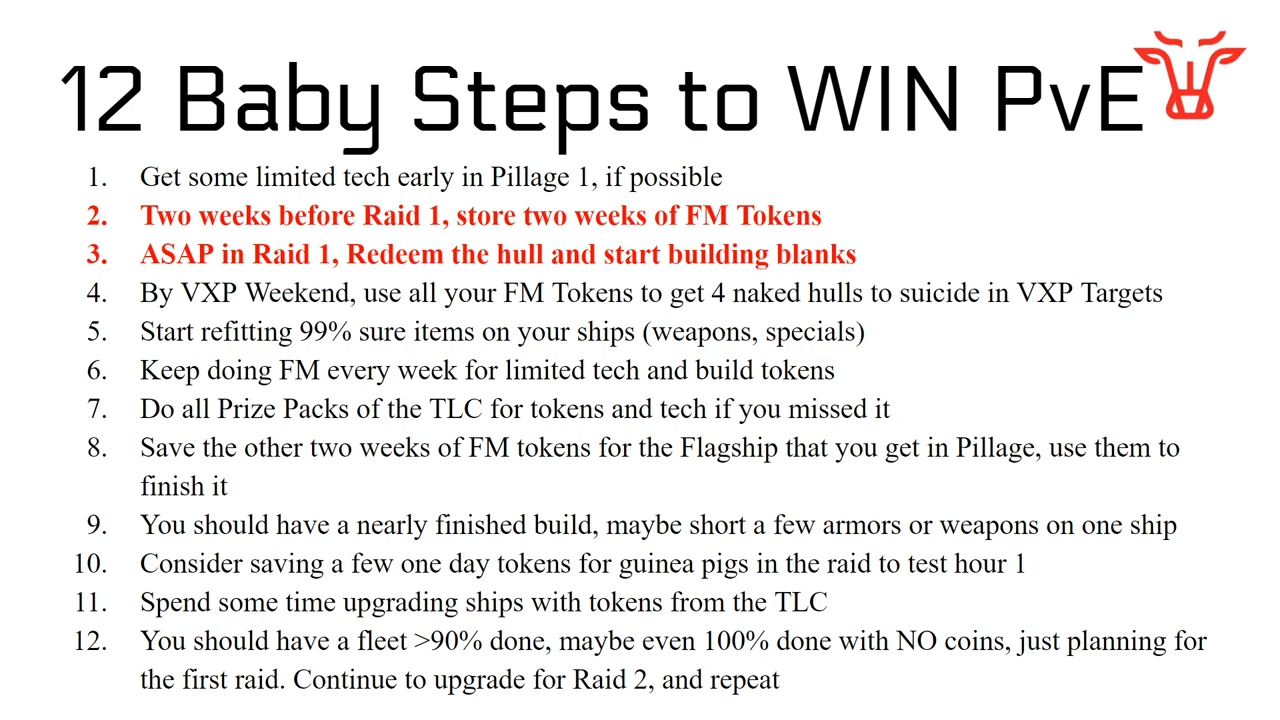 12 Baby Steps to WIN PvE
1. Get some limited tech early in Pillage 1, if possible
2. Two weeks before Raid 1, store two weeks of FM Tokens
3. ASAP in Raid 1, Redeem the hull and start building blanks
4. By VXP Weekend, use all your FM Tokens to get 4 naked hulls to suicide in VXP Targets
5. Start refitting 99% sure items on your ships (weapons, specials)
6. Keep doing FM every week for limited tech and build tokens
7. Do all Prize Packs of the TLC for tokens and tech if you missed it
8. Save the other two weeks of FM tokens for the Flagship that you get in Pillage, use them to
finish it
9. You should have a nearly finished build, maybe short a few armors or weapons on one ship
10. Consider saving a few one day tokens for guinea pigs in the raid to test hour 1
11. Spend some time upgrading ships with tokens from the TLC
12. You should have a fleet >90% done, maybe even 100% done with NO coins, just planning for
the first raid. Continue to upgrade for Raid 2, and repeat